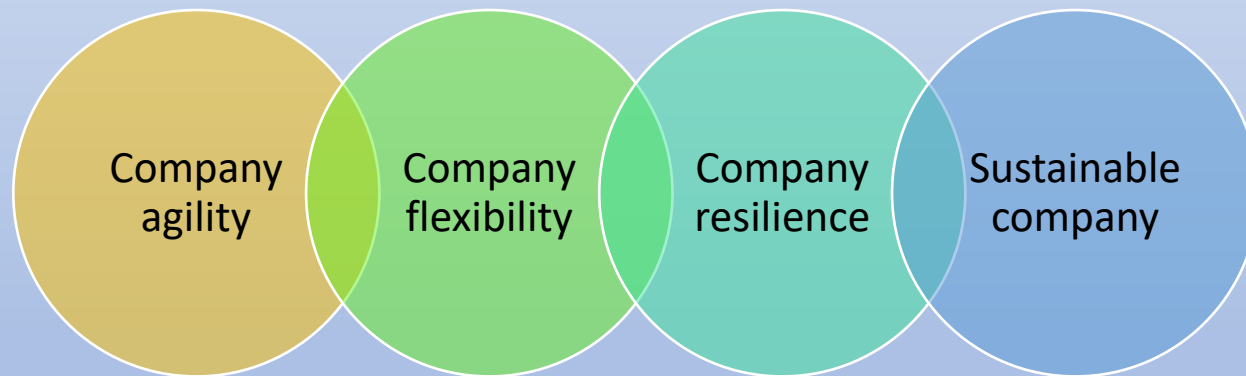 Company
agility
Company
flexibility
Company
resilience
Sustainable
company